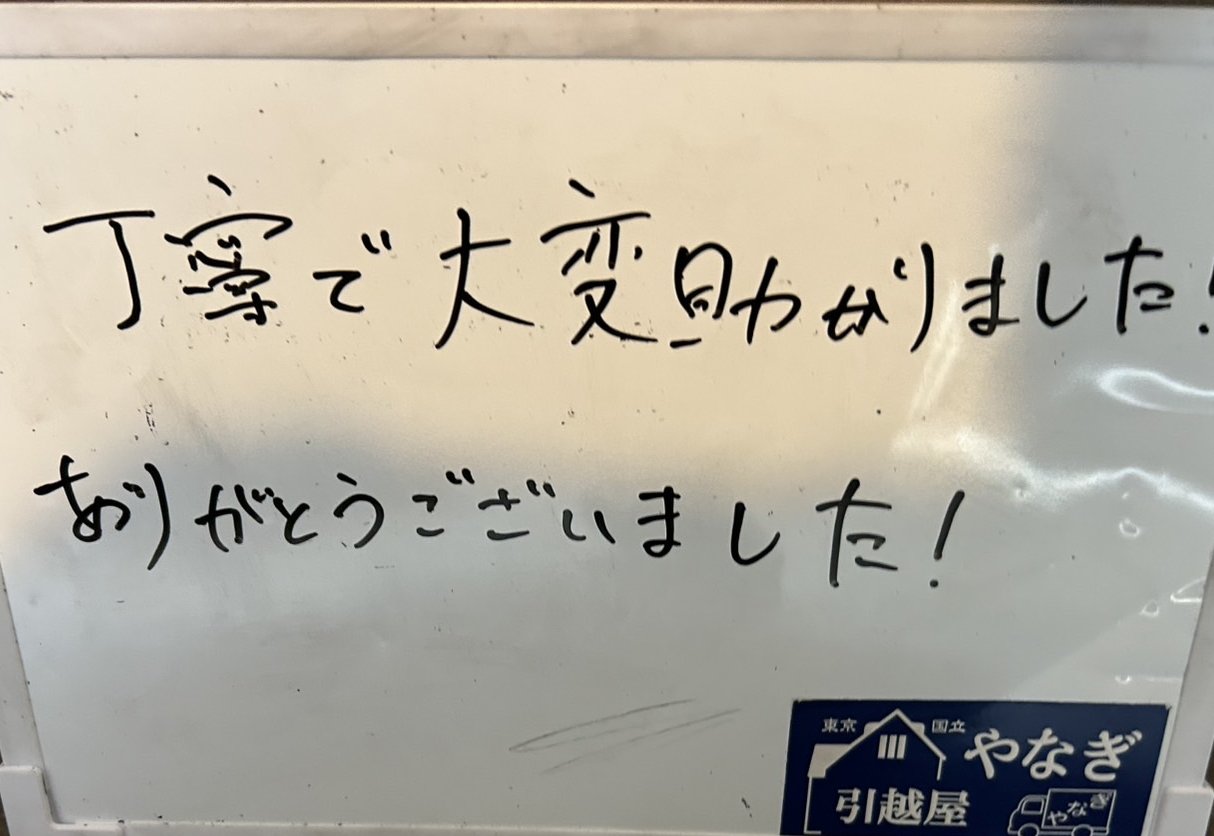 丁寧で大変助かりました!
ありがとうございました!
東京 国立 やなぎ
引越屋 やなぎ